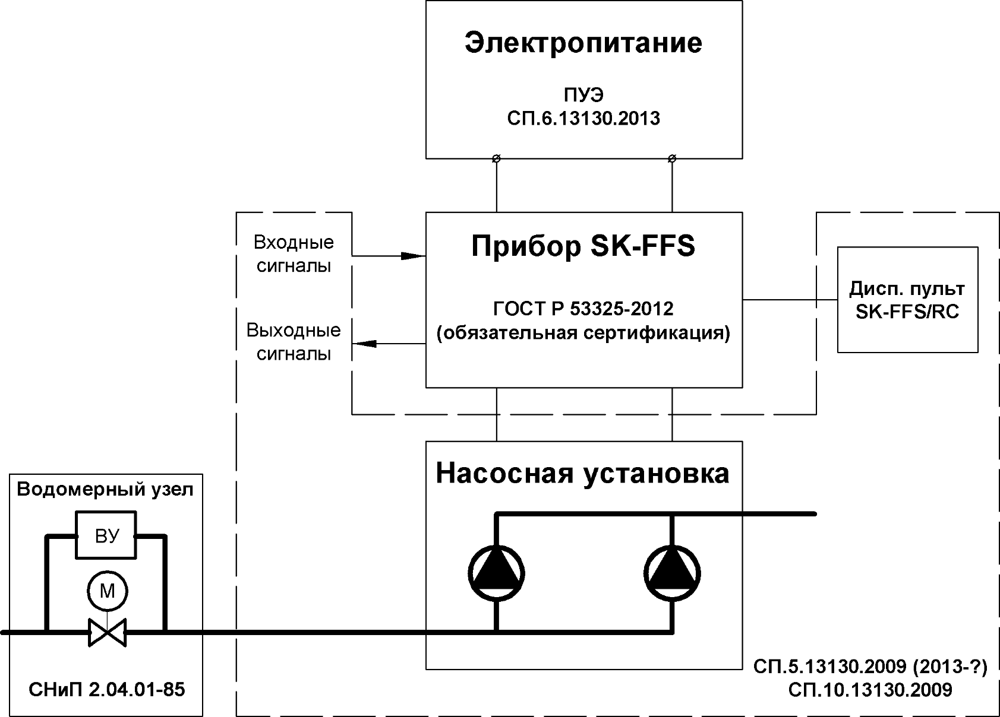 Электропитание
ПУЭ
СП.6.13130.2013
Входные
сигналы
Выходные
сигналы
Прибор SK-FFS
ГОСТ Р 53325-2012
(обязательная сертификация)
Дисп. пульт
SK-FFS/RC
Водомерный узел
ВУ
М
СНиП 2.04.01-85
Насосная установка
СП.5.13130.2009 (2013-?)
СП.10.13130.2009